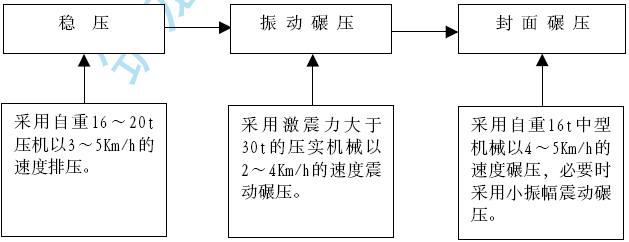 稳压
振动碾压
封面碾压
采用自重16～20t
压机以3～5Km/h的
速度排压。
采用激震力大于
30t的压实机械以
2～4Km/h的速度震
动碾压。
采用自重16t中型
机械以4～5Km/h的
速度碾压，必要时
采用小振幅震动碾
压。